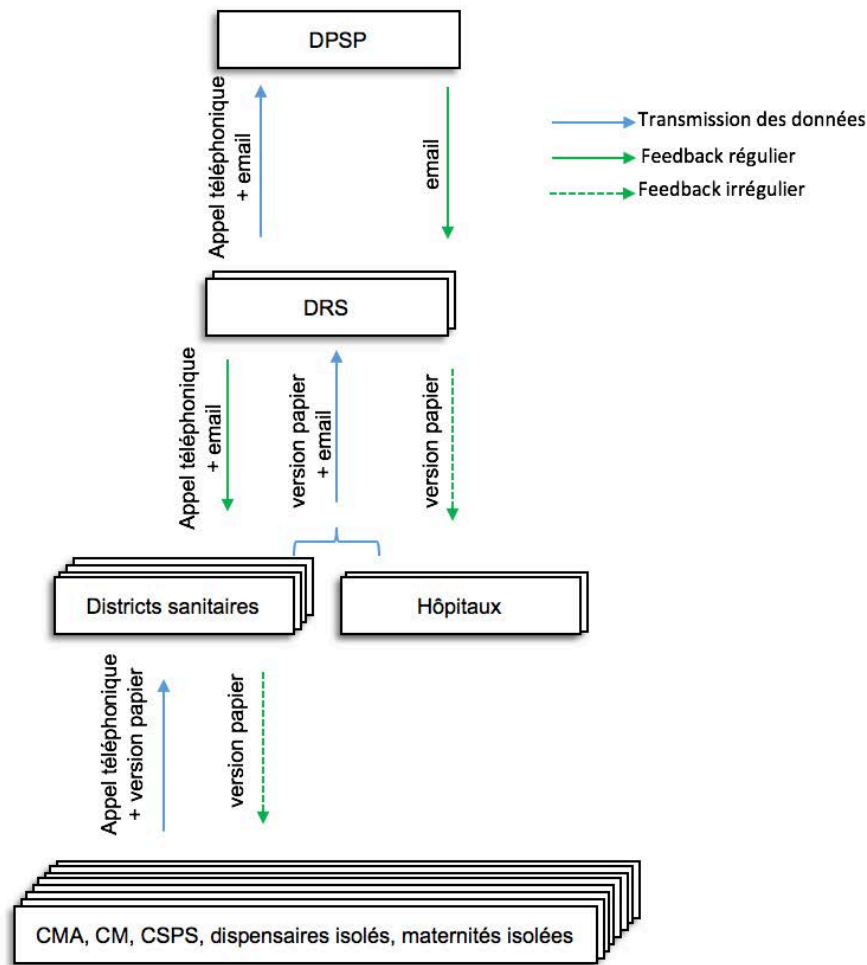 DPSP
Appel téléphonique
+ email
email
Transmission des données
Feedback régulier
Feedback irrégulier
DRS
Appel téléphonique
+ email
version papier
+ email
version papier
Districts sanitaires
Hôpitaux
Appel téléphonique
+ version papier
version papier
CMA, CM, CSPS, dispensaires isolés, maternités isolées